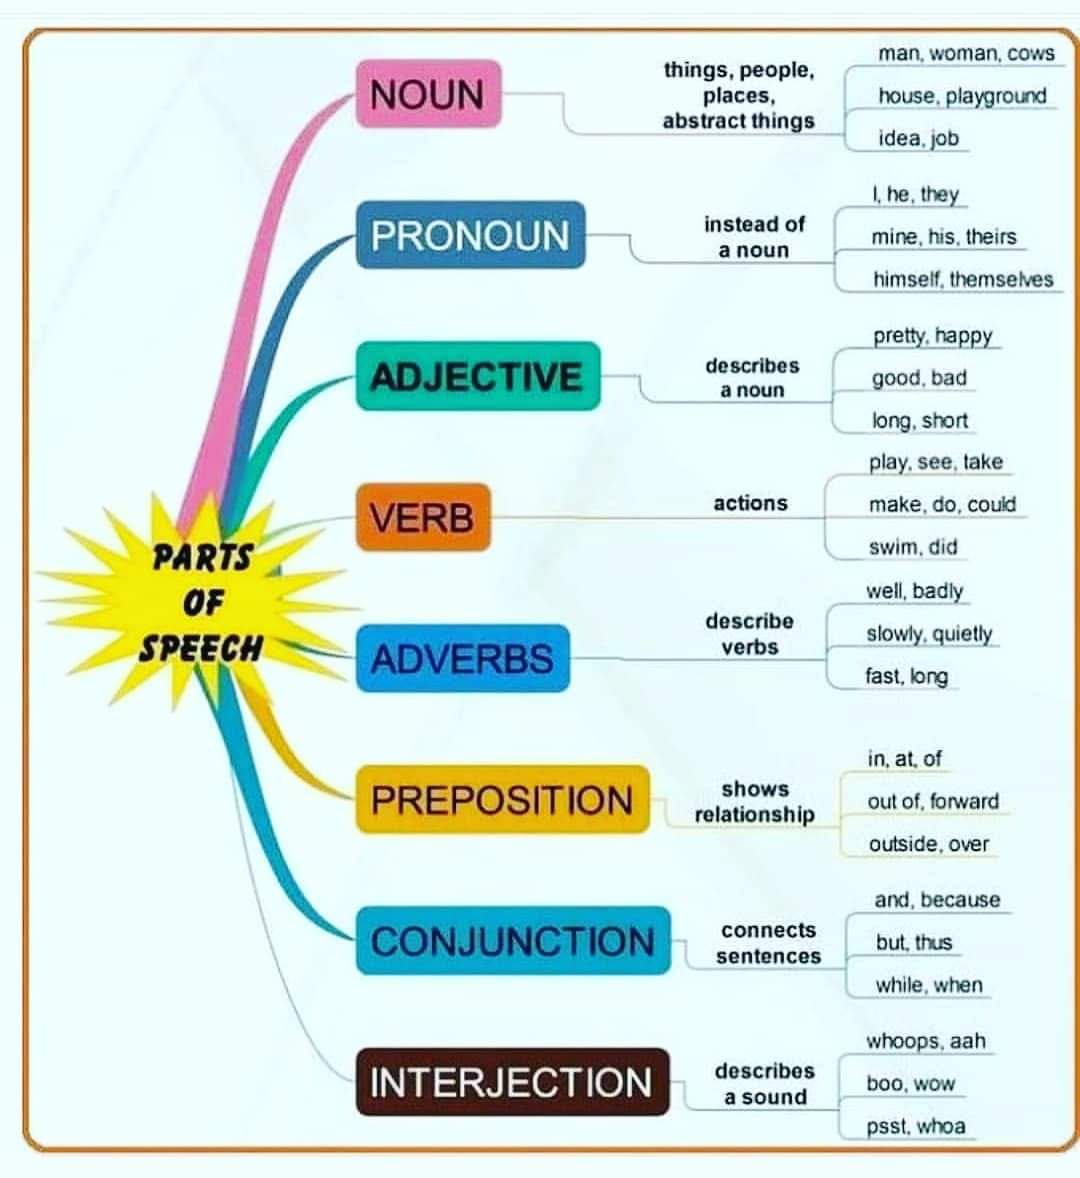 PARTS
OF
SPEECH
NOUN
things, people,
places,
abstract things
man, woman, cows
house, playground
idea, job
PRONOUN
instead of
a noun
I, he, they
mine, his, theirs
himself, themselves
ADJECTIVE
describes
a noun
pretty, happy
good, bad
long, short
VERB
actions
play, see, take
make, do, could
swim, did
ADVERBS
describe
verbs
well, badly
slowly, quietly
fast, long
PREPOSITION
shows
relationship
in, at, of
out of, forward
outside, over
CONJUNCTION
connects
sentences
and, because
but, thus
while, when
INTERJECTION
describes
a sound
whoops, aah
boo, wow
psst, whoa